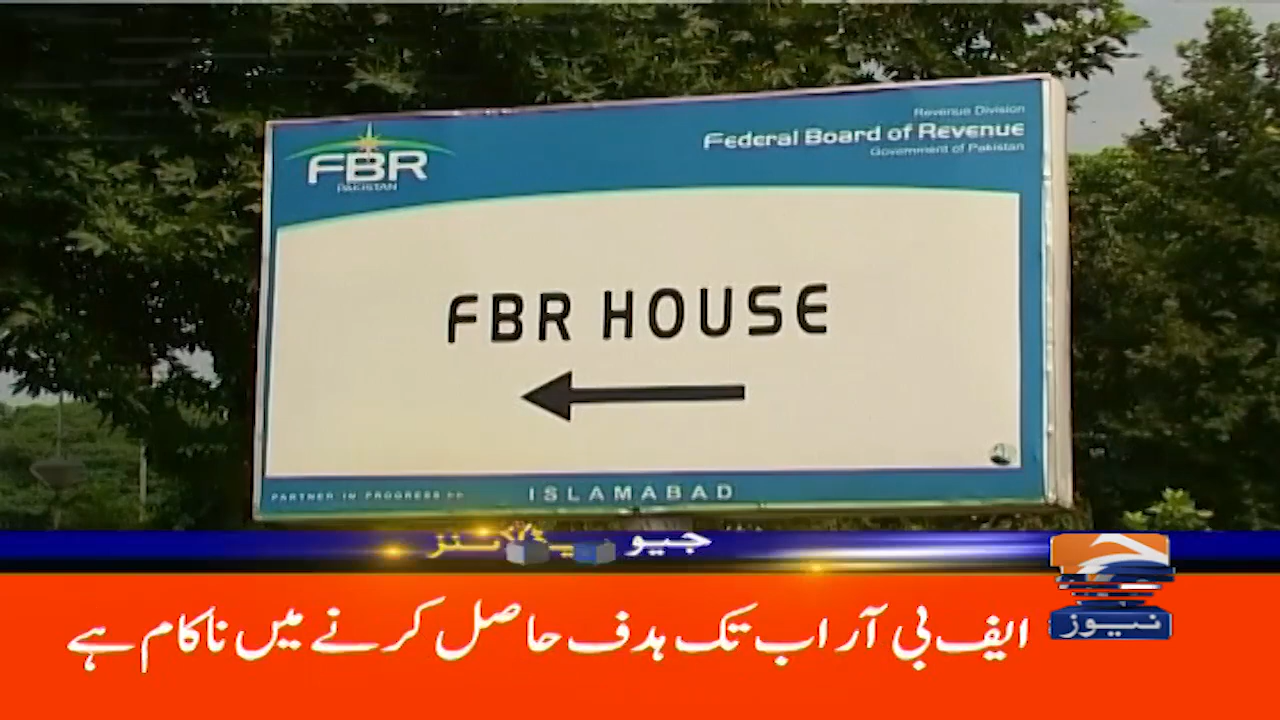 Revenue Division
FBR
PAKISTAN
Federal Board of Revenue
Government of Pakistan
FBR HOUSE
PARTNER IN PROGRESS >>
ISLAMABAD
جیو
ایف بی آر اب تک ہدف حاصل کرنے میں ناکام ہے
نیوز